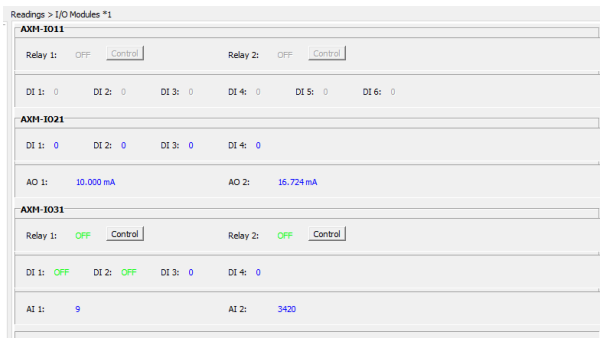 Readings > I/O Modules *1
AXM-IO11
Relay 1: OFF Control Relay 2: OFF Control
DI 1: 0 DI 2: 0 DI 3: 0 DI 4: 0 DI 5: 0 DI 6: 0
AXM-IO21
DI 1: 0 DI 2: 0 DI 3: 0 DI 4: 0
AO 1: 10.000 mA AO 2: 16.724 mA
AXM-IO31
Relay 1: OFF Control Relay 2: OFF Control
DI 1: OFF DI 2: OFF DI 3: 0 DI 4: 0
AI 1: 9 AI 2: 3420